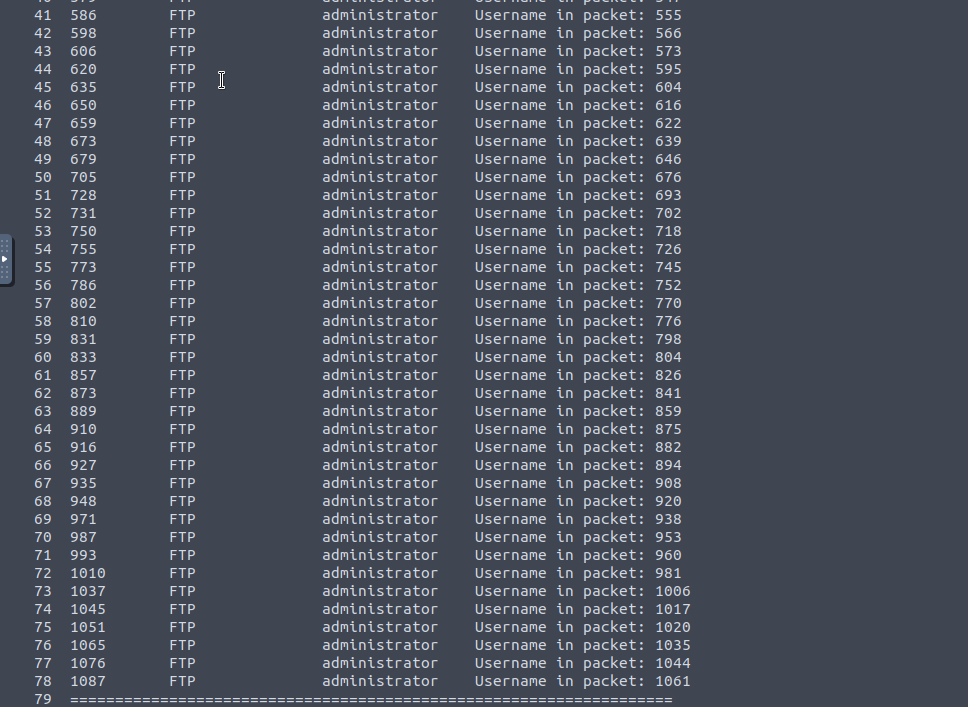 41 586 FTP administrator Username in packet: 555
42 598 FTP administrator Username in packet: 566
43 606 FTP administrator Username in packet: 573
44 620 FTP administrator Username in packet: 595
45 635 FTP administrator Username in packet: 604
46 650 FTP administrator Username in packet: 616
47 659 FTP administrator Username in packet: 622
48 673 FTP administrator Username in packet: 639
49 679 FTP administrator Username in packet: 646
50 705 FTP administrator Username in packet: 676
51 728 FTP administrator Username in packet: 693
52 731 FTP administrator Username in packet: 702
53 750 FTP administrator Username in packet: 718
54 755 FTP administrator Username in packet: 726
55 773 FTP administrator Username in packet: 745
56 786 FTP administrator Username in packet: 752
57 802 FTP administrator Username in packet: 770
58 810 FTP administrator Username in packet: 776
59 831 FTP administrator Username in packet: 798
60 833 FTP administrator Username in packet: 804
61 857 FTP administrator Username in packet: 826
62 873 FTP administrator Username in packet: 841
63 889 FTP administrator Username in packet: 859
64 910 FTP administrator Username in packet: 875
65 916 FTP administrator Username in packet: 882
66 927 FTP administrator Username in packet: 894
67 935 FTP administrator Username in packet: 908
68 948 FTP administrator Username in packet: 920
69 971 FTP administrator Username in packet: 938
70 987 FTP administrator Username in packet: 953
71 993 FTP administrator Username in packet: 960
72 1010 FTP administrator Username in packet: 981
73 1037 FTP administrator Username in packet: 1006
74 1045 FTP administrator Username in packet: 1017
75 1051 FTP administrator Username in packet: 1020
76 1065 FTP administrator Username in packet: 1035
77 1076 FTP administrator Username in packet: 1044
78 1087 FTP administrator Username in packet: 1061
79 ===================================================================